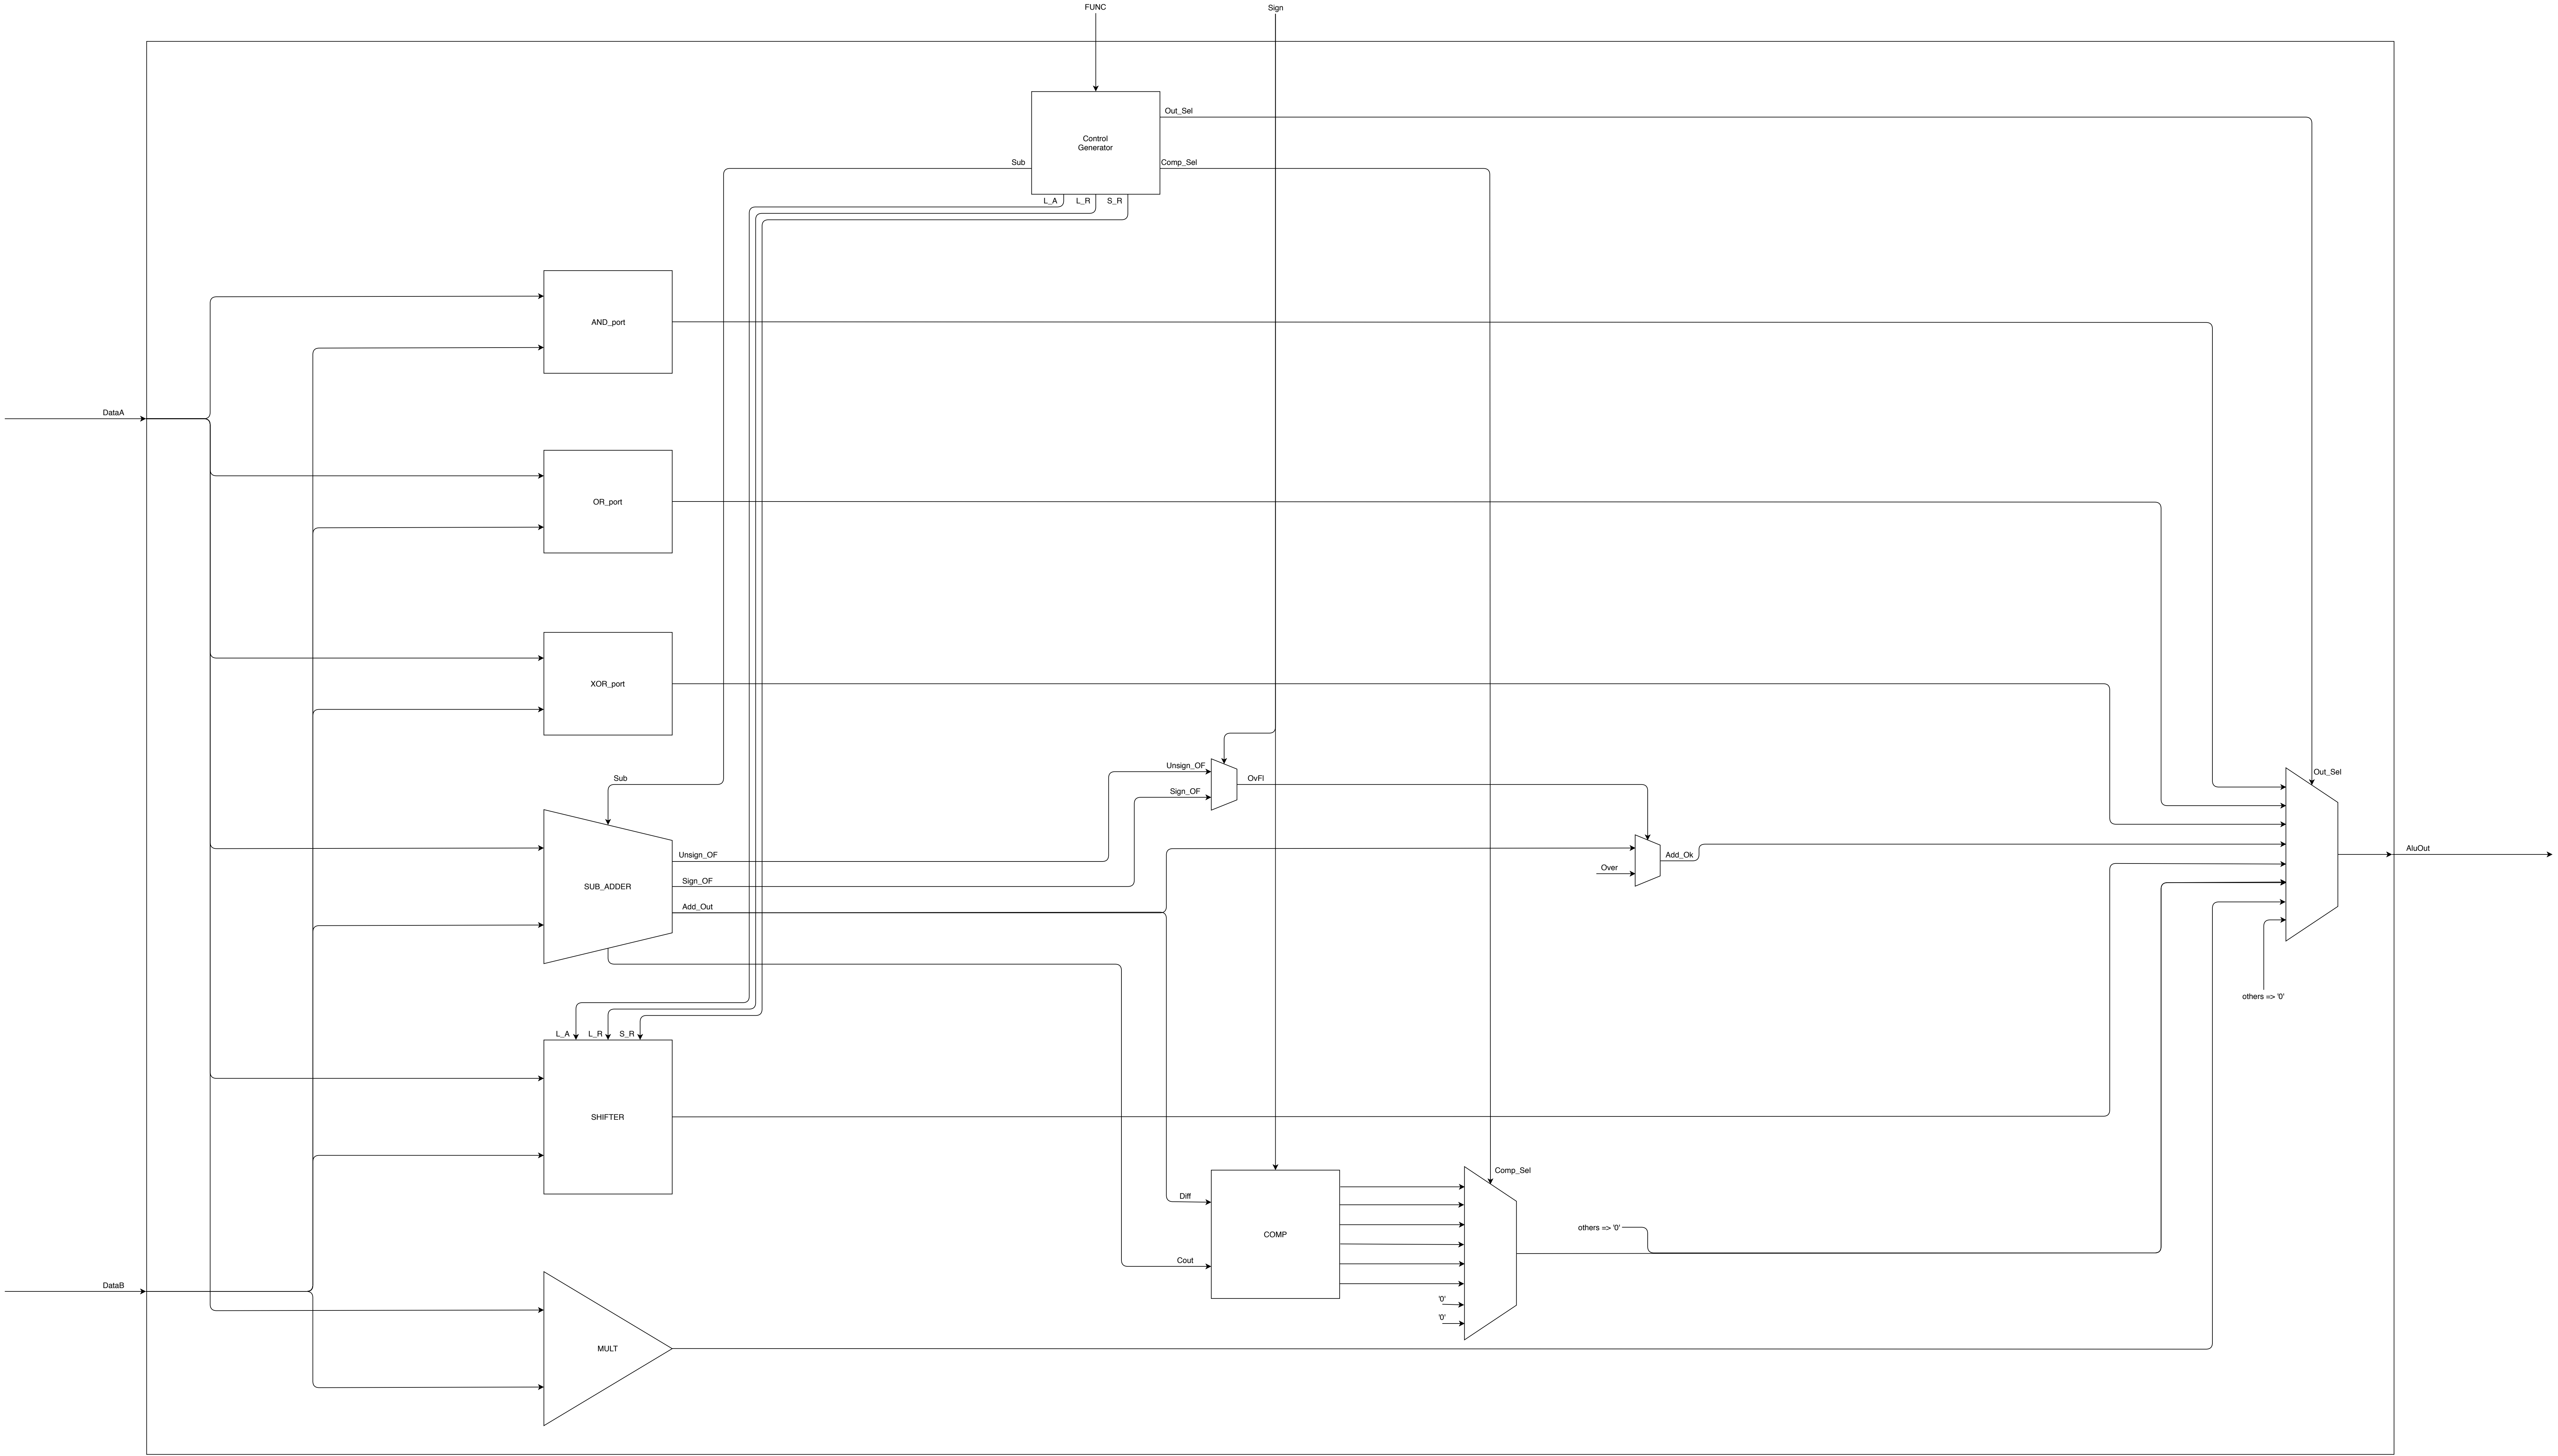 FUNC
Sign
Control
Generator
Out_Sel
Sub
Comp_Sel
L_A
L_R
S_R
AND_port
DataA
OR_port
XOR_port
Unsign_OF
Out_Sel
Sub
OvFl
Sign_OF
AluOut
Unsign_OF
Add_Ok
Over
Sign_OF
SUB_ADDER
Add_Out
others => '0'
L_A
L_R
S_R
SHIFTER
Comp_Sel
Diff
others => '0'
COMP
Cout
DataB
'0'
'0'
MULT